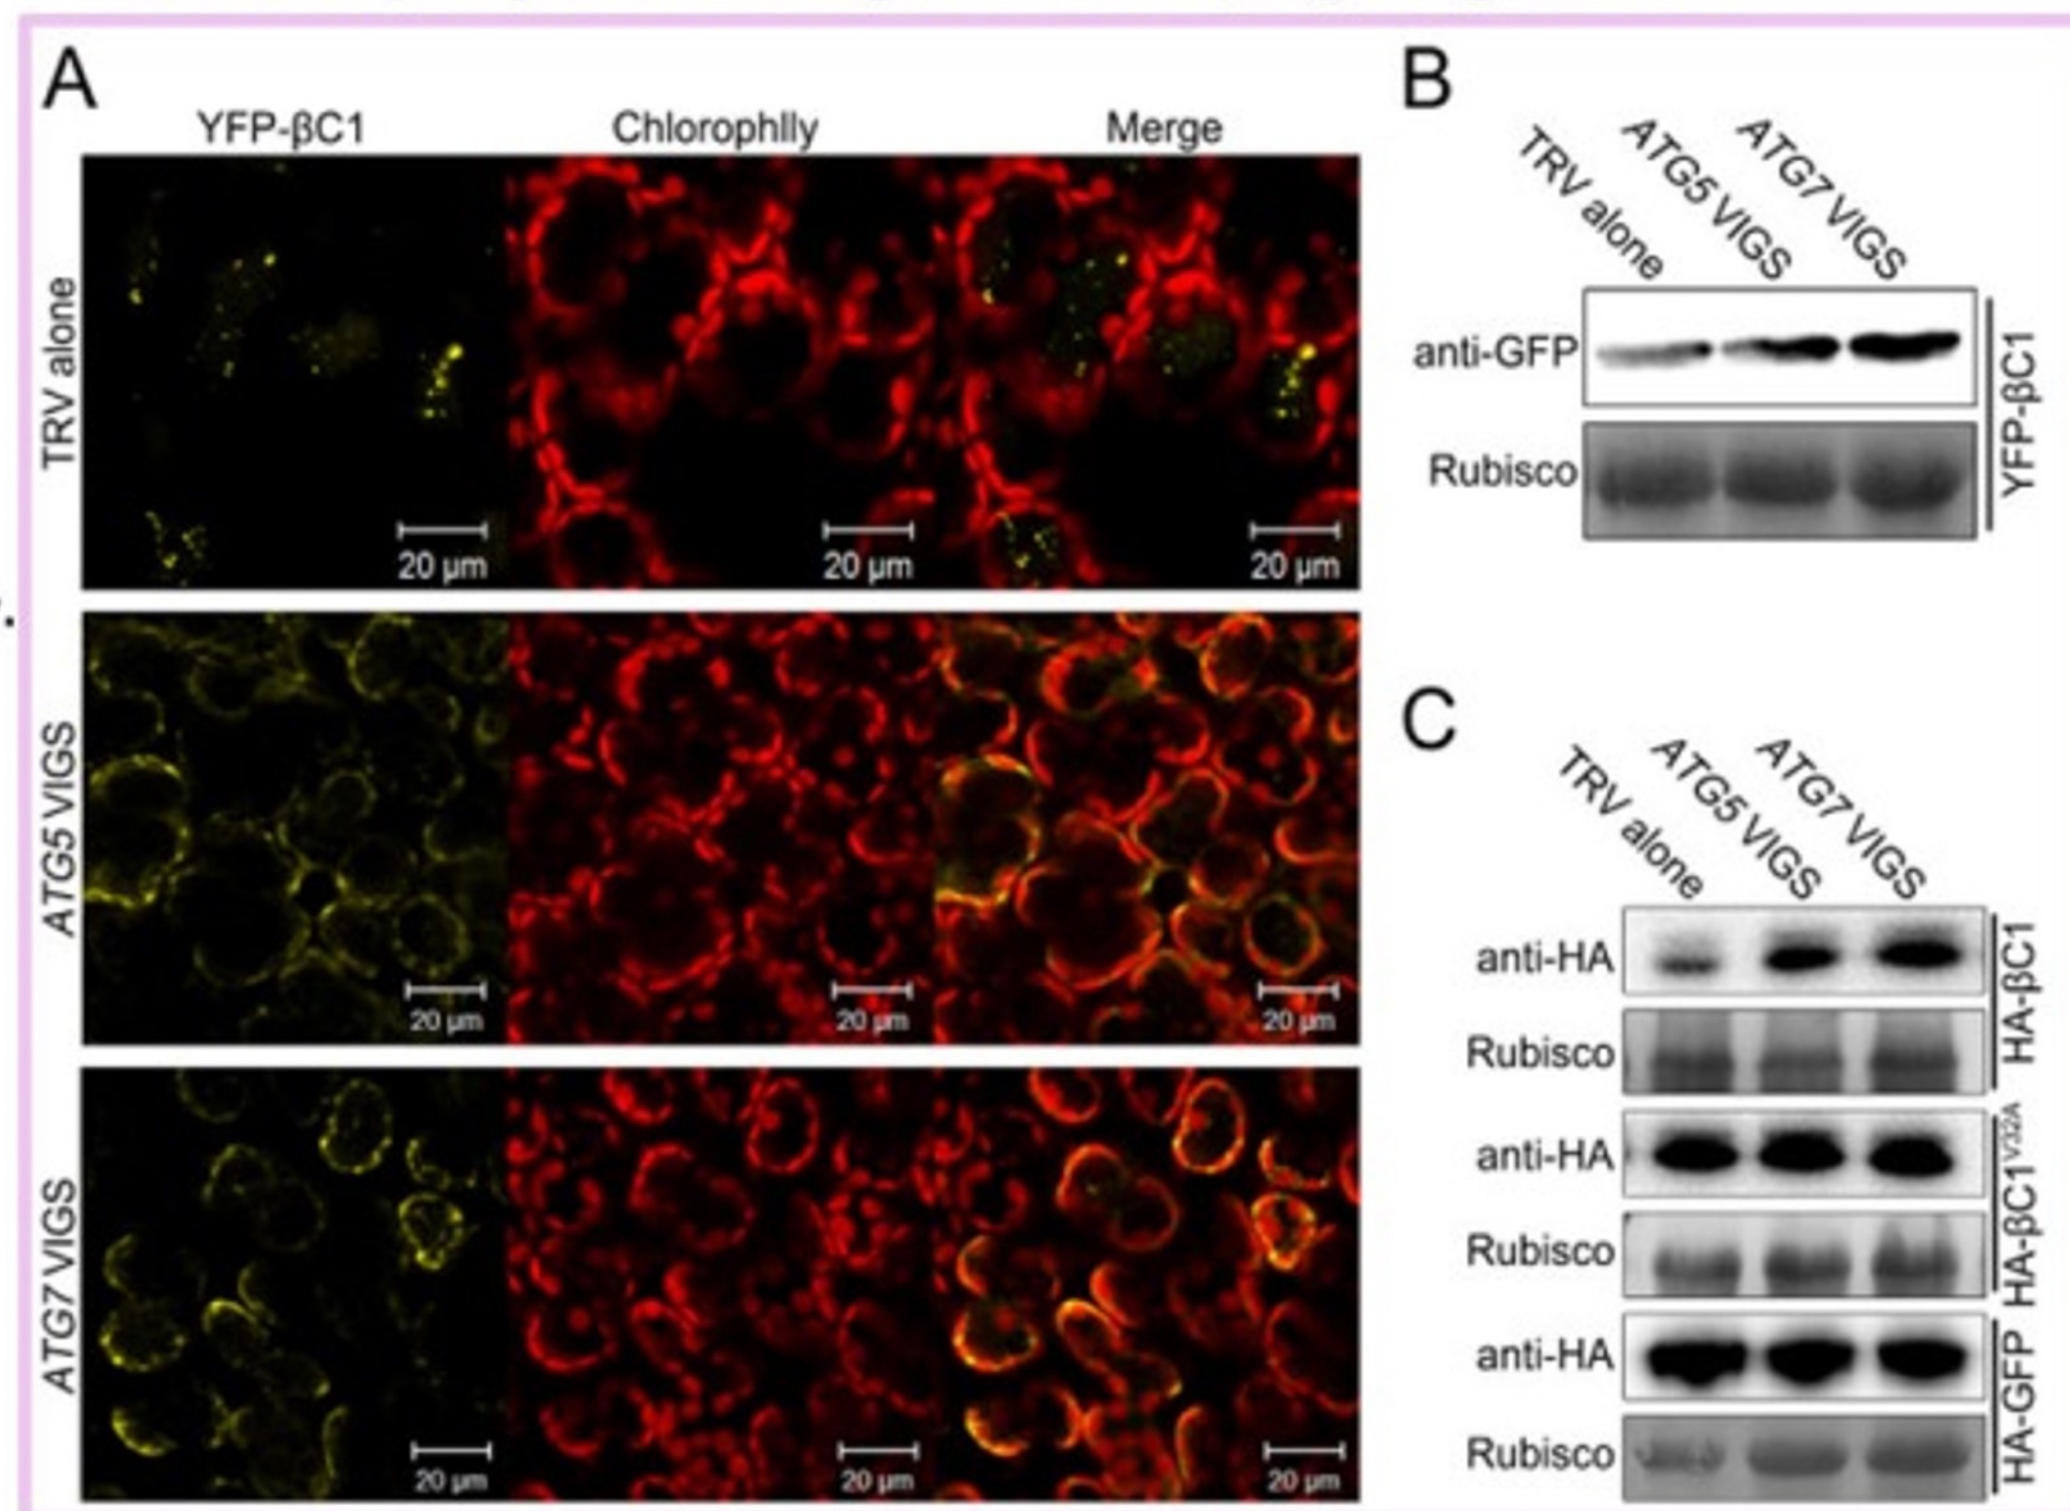 A
YFP-βC1 Chlorophlly Merge
TRV alone
20 µm 20 µm 20 µm
ATG5 VIGS
20 µm 20 µm 20 µm
ATG7 VIGS
20 µm 20 µm 20 µm
B
TRV alone ATG5 VIGS ATG7 VIGS
anti-GFP
Rubisco
YFP-βC1
C
TRV alone ATG5 VIGS ATG7 VIGS
anti-HA
Rubisco
HA-βC1
anti-HA
Rubisco
HA-βC1V32A
anti-HA
Rubisco
HA-GFP